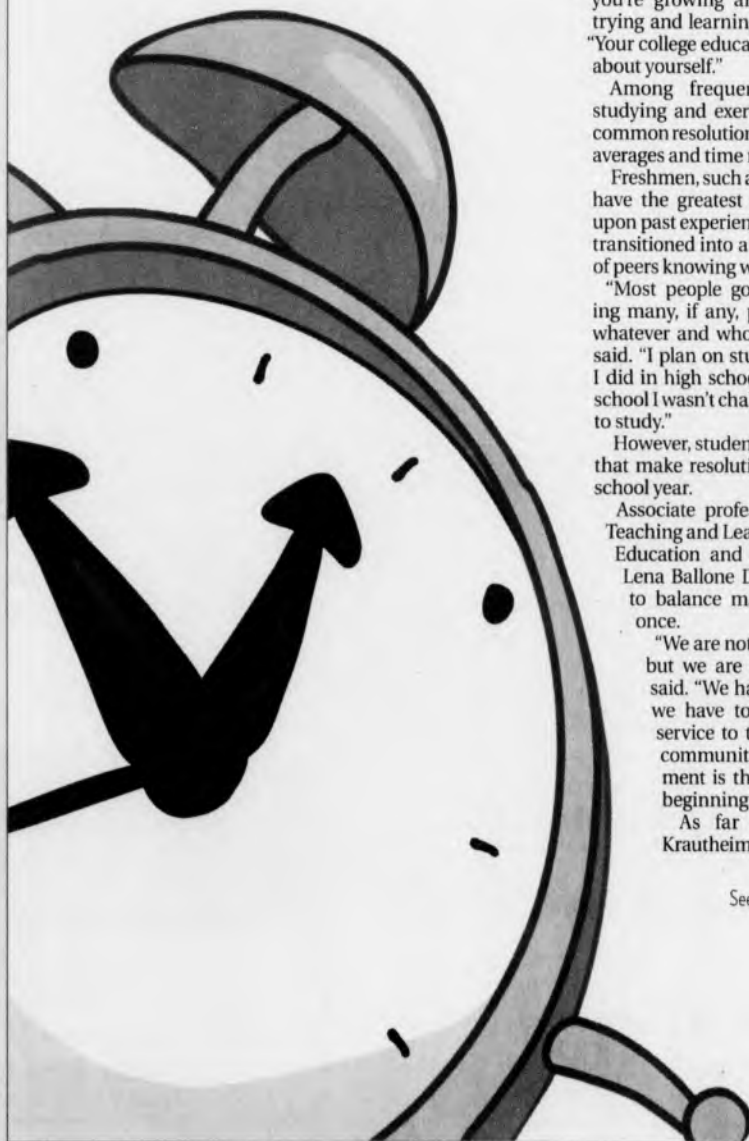 you're growing an
trying and learnin
"Your college educa
about yourself."
Among frequen
studying and exer
common resolution
averages and time
Freshmen, such a
have the greatest
upon past experien
transitioned into a
of peers knowing w
"Most people go
ing many, if any, p
whatever and who
said. "I plan on stu
I did in high schoo
school I wasn't cha
to study."
However, studen
that make resoluti
school year.
Associate profe
Teaching and Lea
Education and
Lena Ballone D
to balance m
once.
"We are not
but we are
said. "We ha
we have to
service to t
communit
ment is th
beginning
As far
Krautheim
See